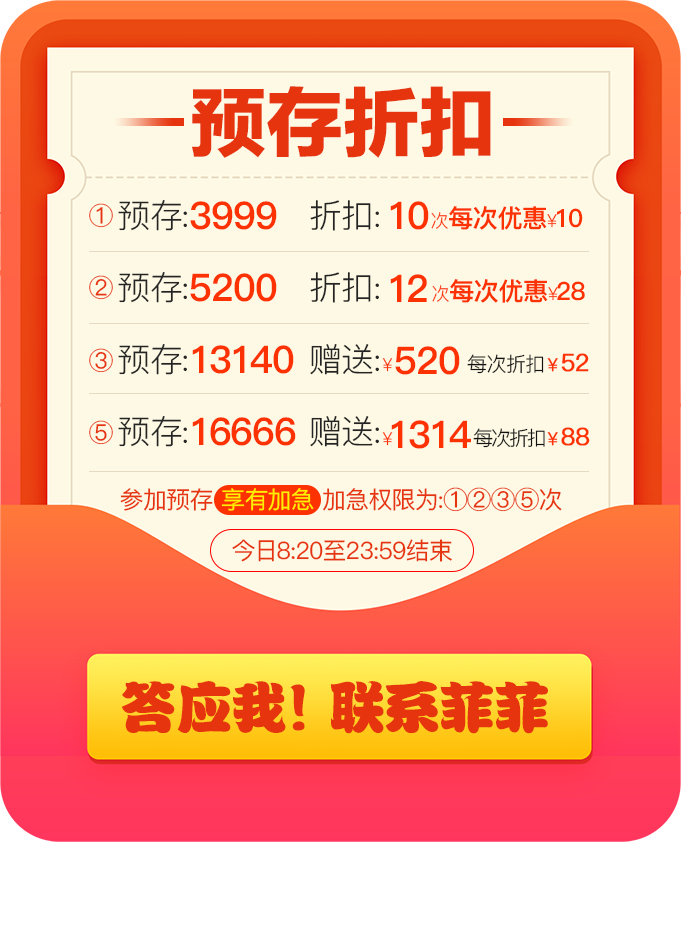 预存折扣
①预存:3999 折扣: 10次每次优惠¥10
②预存:5200 折扣: 12次每次优惠¥28
③预存:13140 赠送:¥520 每次折扣¥52
⑤预存:16666 赠送:¥1314每次折扣¥88
参加预存享有加急加急权限为:①②③⑤次
今日8:20至23:59结束
答应我！联系菲菲